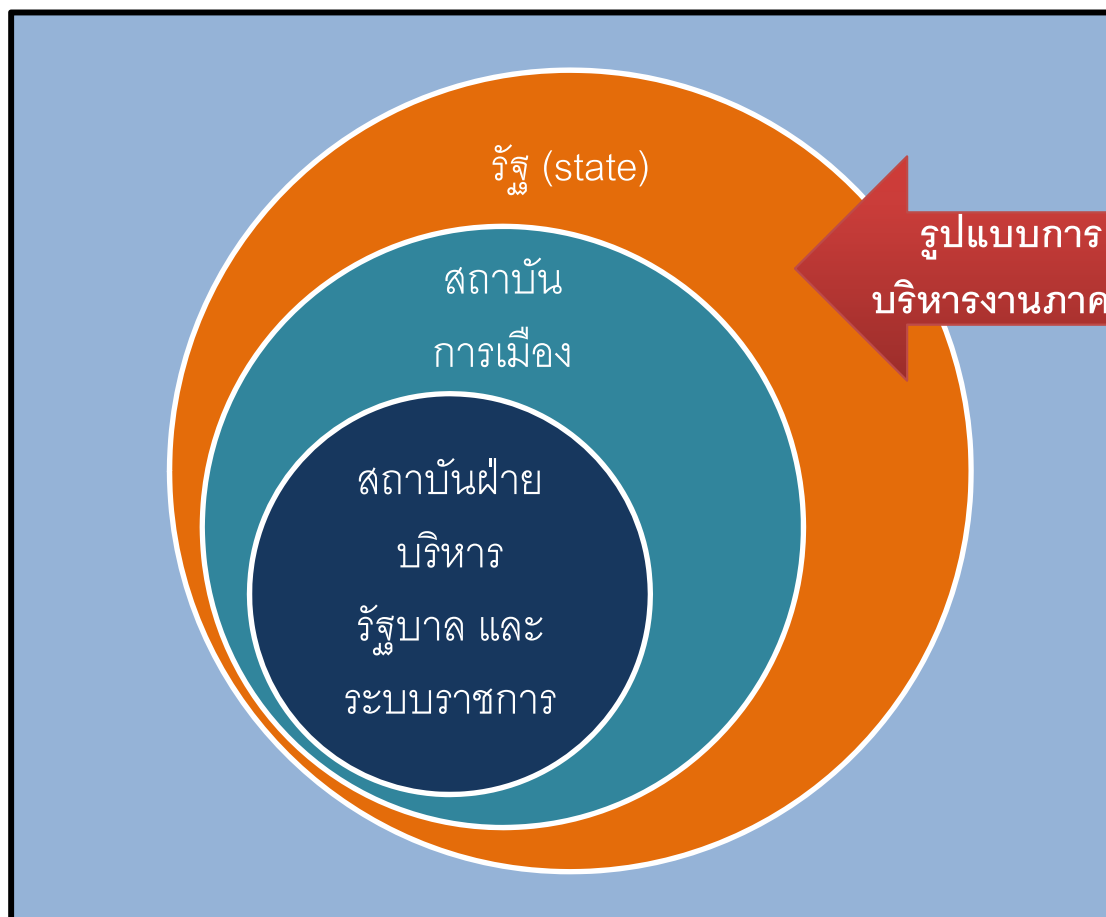 รัฐ (state)
รูปแบบการ
บริหารงานภาค
สถาบัน
การเมือง
สถาบันฝ่าย
บริหาร
รัฐบาล และ
ระบบราชการ